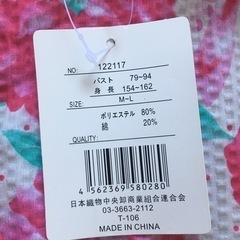 NO: 122117
バスト 79~94
身長 154~162
SIZE: M~L
ポリエステル 80%
綿 20%
QUALITY:
4 562369 580280
日本織物中央卸商業組合連合会
03-3663-2112
T-106
MADE IN CHINA